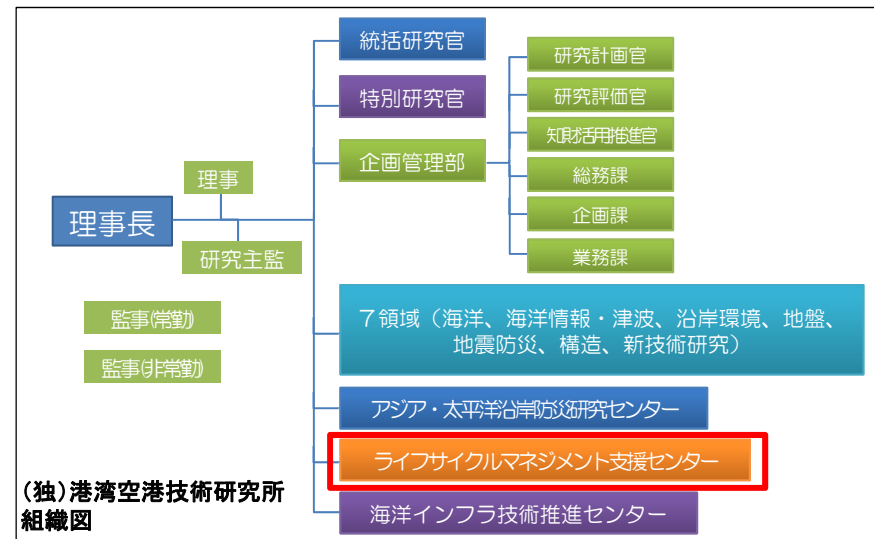 統括研究官
特別研究官
企画管理部
研究計画官
研究評価官
知財活用推進官
総務課
企画課
業務課
理事
理事長
研究主監
監事(常勤)
監事(非常勤)
7領域（海洋、海洋情報・津波、沿岸環境、地盤、
地震防災、構造、新技術研究）
アジア・太平洋沿岸防災研究センター
ライフサイクルマネジメント支援センター
海洋インフラ技術推進センター
(独)港湾空港技術研究所
組織図